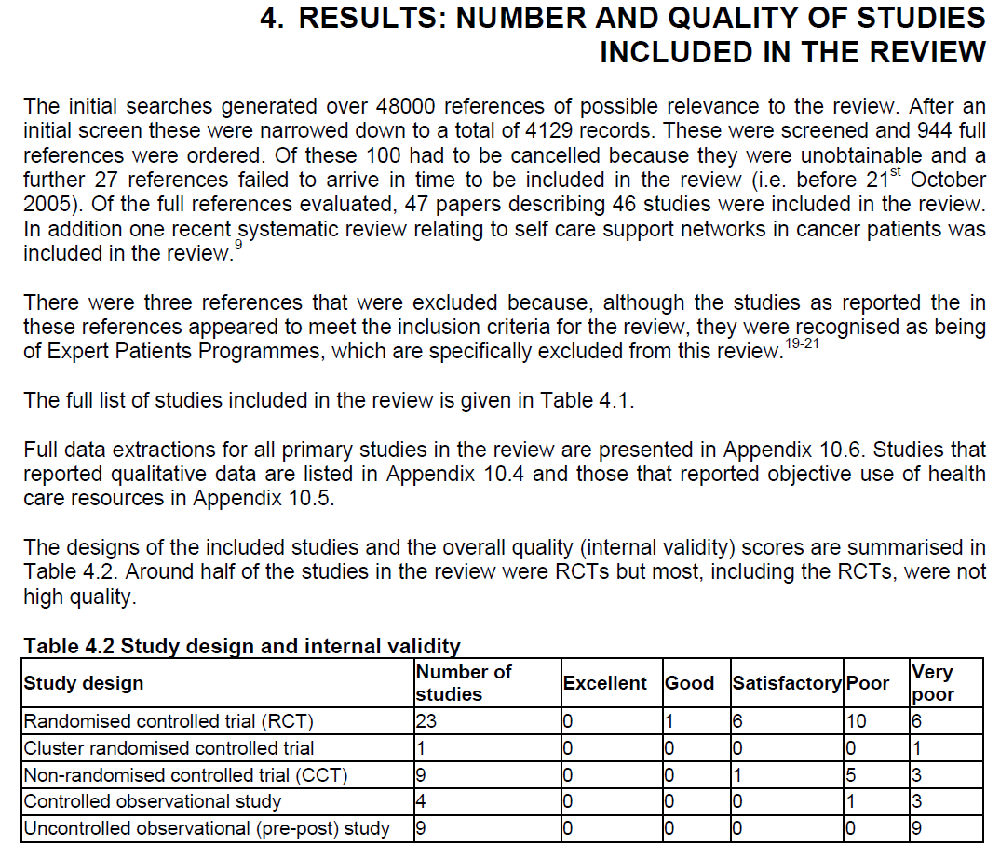 4. RESULTS: NUMBER AND QUALITY OF STUDIES
INCLUDED IN THE REVIEW
The initial searches generated over 48000 references of possible relevance to the review. After an
initial screen these were narrowed down to a total of 4129 records. These were screened and 944 full
references were ordered. Of these 100 had to be cancelled because they were unobtainable and a
further 27 references failed to arrive in time to be included in the review (i.e. before 21st October
2005). Of the full references evaluated, 47 papers describing 46 studies were included in the review.
In addition one recent systematic review relating to self care support networks in cancer patients was
included in the review.9
There were three references that were excluded because, although the studies as reported the in
these references appeared to meet the inclusion criteria for the review, they were recognised as being
of Expert Patients Programmes, which are specifically excluded from this review.19-21
The full list of studies included in the review is given in Table 4.1.
Full data extractions for all primary studies in the review are presented in Appendix 10.6. Studies that
reported qualitative data are listed in Appendix 10.4 and those that reported objective use of health
care resources in Appendix 10.5.
The designs of the included studies and the overall quality (internal validity) scores are summarised in
Table 4.2. Around half of the studies in the review were RCTs but most, including the RCTs, were not
high quality.
Table 4.2 Study design and internal validity
Study design Number of studies Excellent Good Satisfactory Poor Very poor
Randomised controlled trial (RCT) 23 0 1 6 10 6
Cluster randomised controlled trial 1 0 0 0 0 1
Non-randomised controlled trial (CCT) 9 0 0 1 5 3
Controlled observational study 4 0 0 0 1 3
Uncontrolled observational (pre-post) study 9 0 0 0 0 9